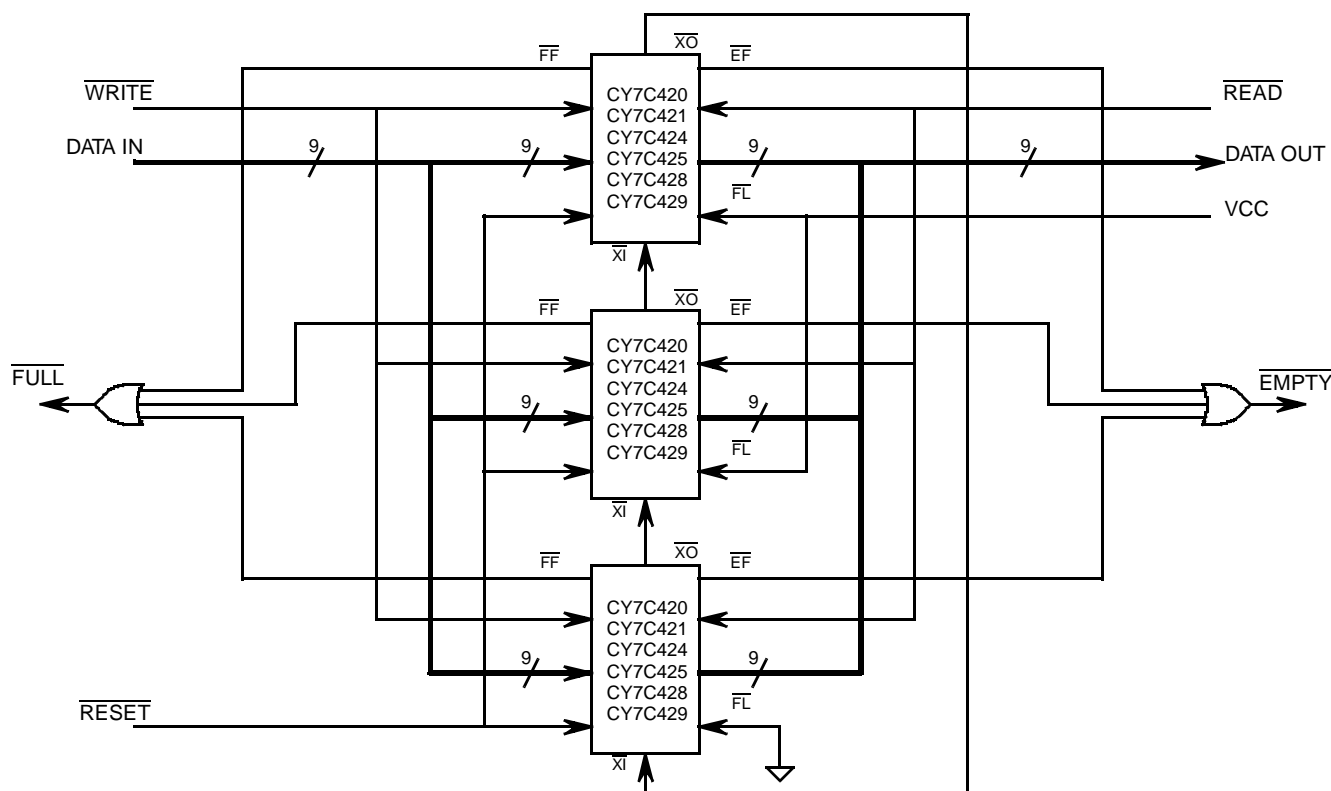 XO
FF
EF
WRITE
READ
CY7C420
CY7C421
CY7C424
CY7C425
CY7C428
CY7C429
DATA IN
9
9
9
9
DATA OUT
FL
VCC
XI
XO
FF
EF
CY7C420
CY7C421
CY7C424
CY7C425
CY7C428
CY7C429
FULL
EMPTY
9
9
FL
XI
XO
FF
EF
CY7C420
CY7C421
CY7C424
CY7C425
CY7C428
CY7C429
9
9
FL
RESET
XI